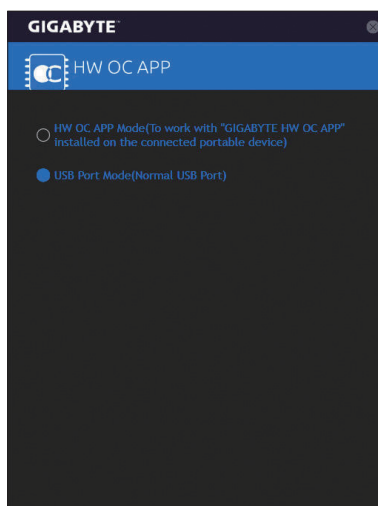 GIGABYTE™
HW OC APP
HW OC APP Mode(To work with "GIGABYTE HW OC APP"
installed on the connected portable device)
USB Port Mode(Normal USB Port)